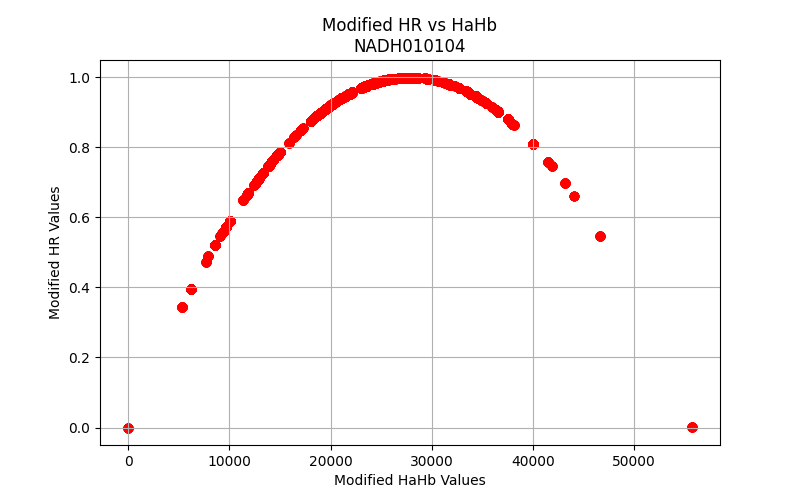 Modified HR vs HaHb
NADH010104
1.0
0.8
0.6
0.4
0.2
0.0
Modified HR Values
0 10000 20000 30000 40000 50000
Modified HaHb Values